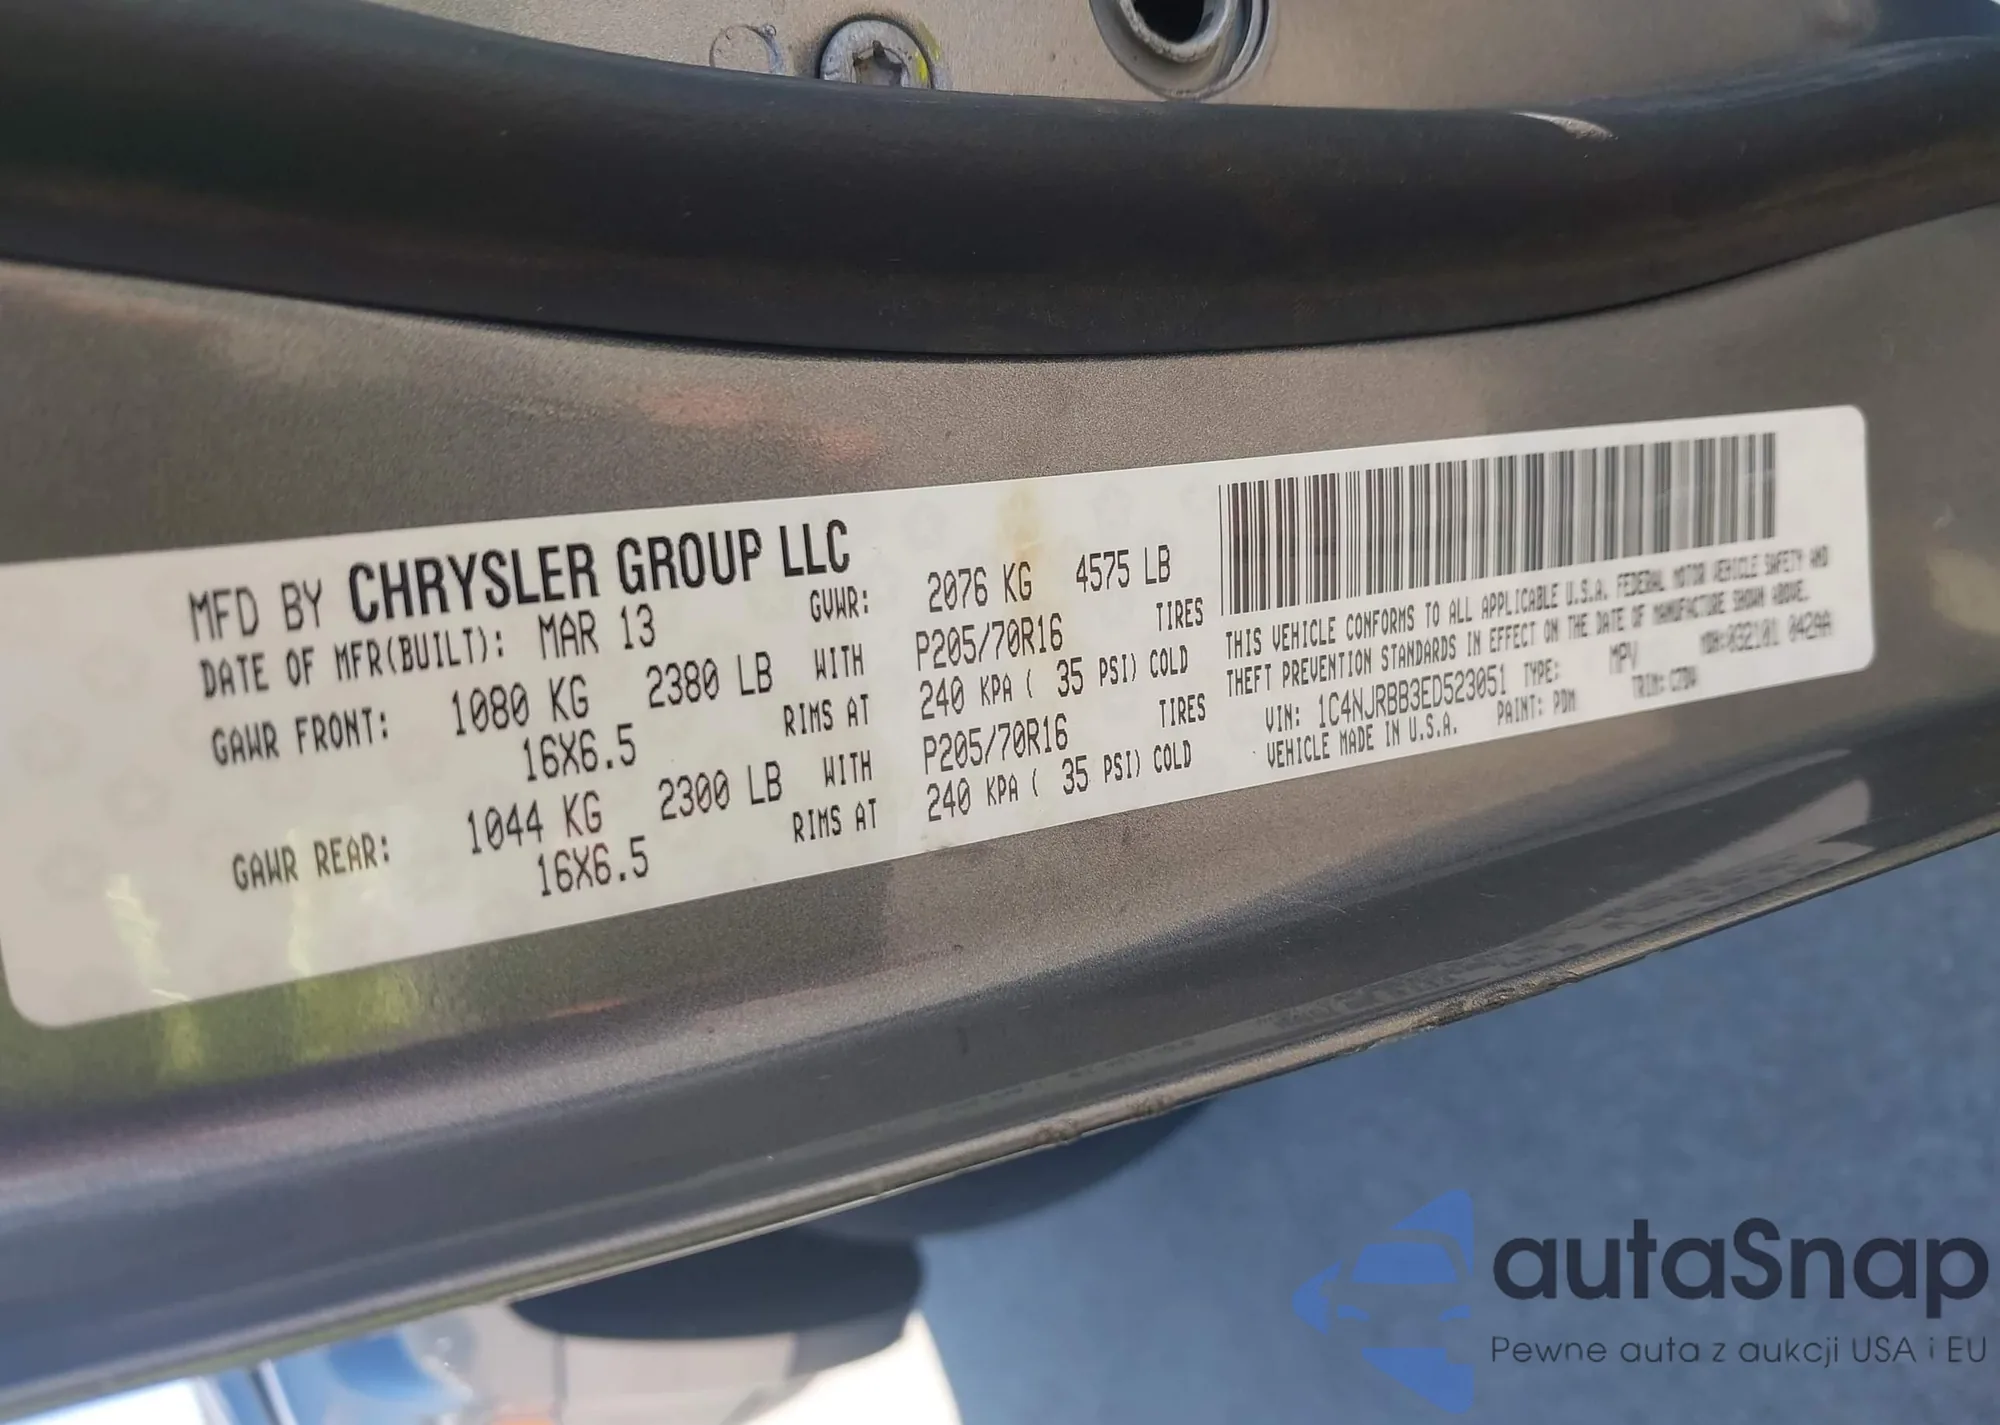 MFD BY CHRYSLER GROUP LLC
DATE OF MFR(BUILT): MAR 13 GVWR: 2076 KG 4575 LB
GAWR FRONT: 1080 KG 2380 LB WITH P205/70R16 TIRES
16X6.5 RIMS AT 240 KPA ( 35 PSI) COLD
GAWR REAR: 1044 KG 2300 LB WITH P205/70R16 TIRES
16X6.5 RIMS AT 240 KPA ( 35 PSI) COLD
THIS VEHICLE CONFORMS TO ALL APPLICABLE U.S.A. FEDERAL MOTOR VEHICLE SAFETY AND
THEFT PREVENTION STANDARDS IN EFFECT ON THE DATE OF MANUFACTURE SHOWN ABOVE.
VIN: 1C4NJRBB3ED523051 TYPE: MPV MDH:032101 042AA
VEHICLE MADE IN U.S.A. PAINT: PDM TRIM:
autaSnap
Pewne auta z aukcji USA i EU